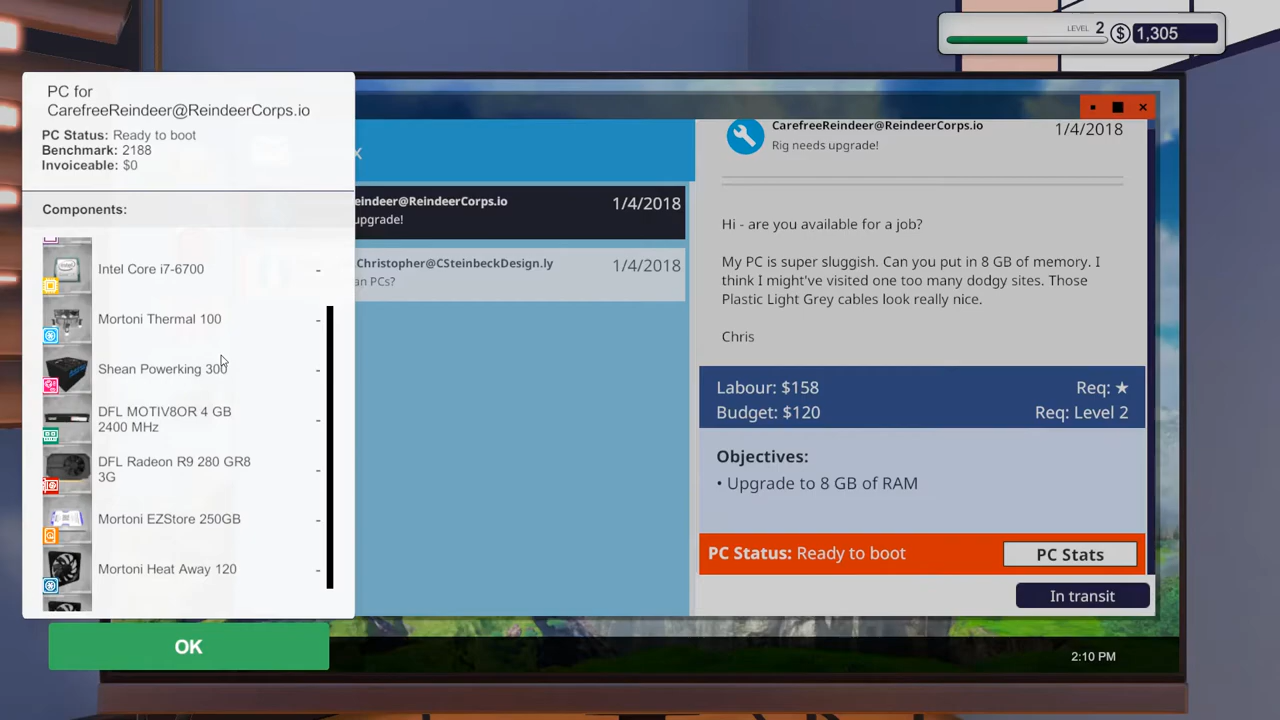 LEVEL 2 $ 1,305
PC for
CarefreeReindeer@ReindeerCorps.io
PC Status: Ready to boot
Benchmark: 2188
Invoiceable: $0
Components:
Intel Core i7-6700 -
Mortoni Thermal 100 -
Shean Powerking 300 -
DFL MOTIV8OR 4 GB
2400 MHz -
DFL Radeon R9 280 GR8
3G -
Mortoni EZStore 250GB -
Mortoni Heat Away 120 -
OK
x
eindeer@ReindeerCorps.io 1/4/2018
upgrade!
Christopher@CSteinbeckDesign.ly 1/4/2018
an PCs?
CarefreeReindeer@ReindeerCorps.io 1/4/2018
Rig needs upgrade!
Hi - are you available for a job?
My PC is super sluggish. Can you put in 8 GB of memory. I
think I might've visited one too many dodgy sites. Those
Plastic Light Grey cables look really nice.
Chris
Labour: $158 Req: ★
Budget: $120 Req: Level 2
Objectives:
• Upgrade to 8 GB of RAM
PC Status: Ready to boot PC Stats
In transit
2:10 PM